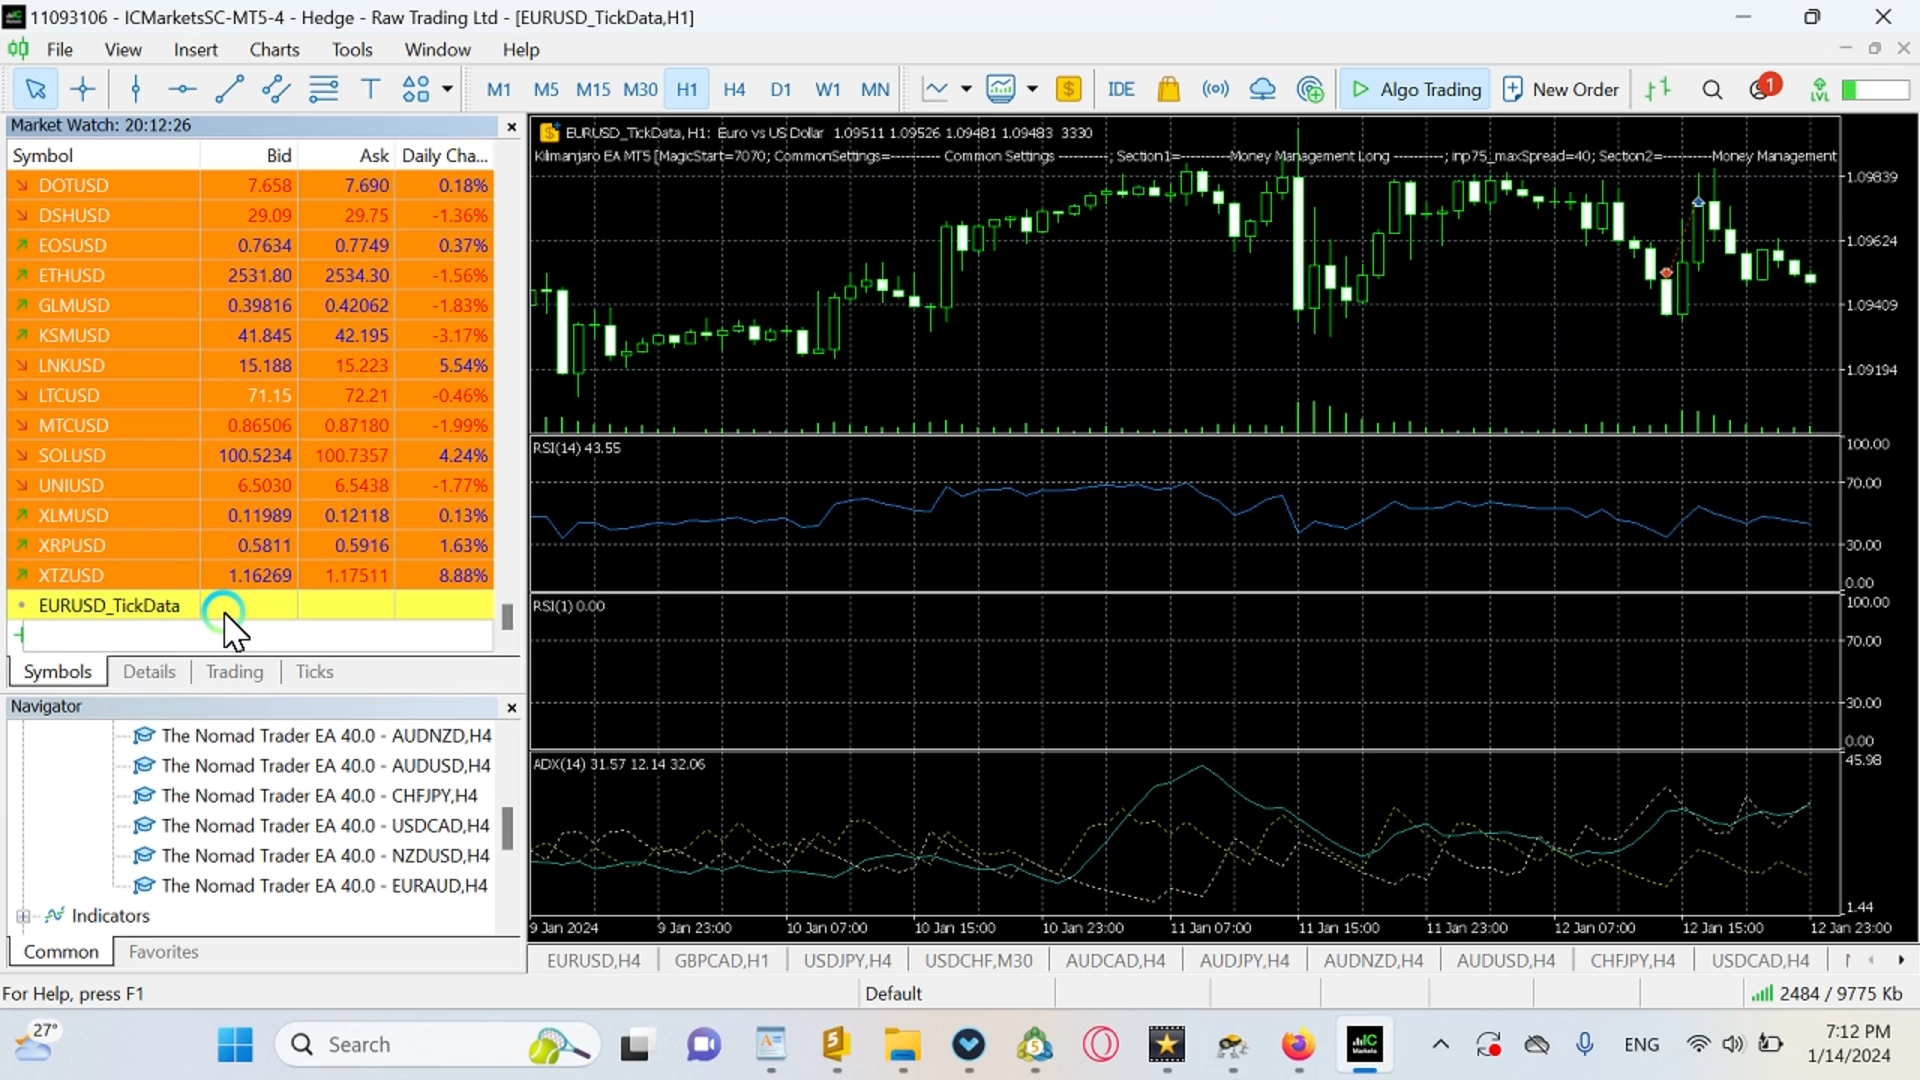 11093106 - ICMarketsSC-MT5-4 - Hedge - Raw Trading Ltd - [EURUSD_TickData,H1]
File View Insert Charts Tools Window Help
M1 M5 M15 M30 H1 H4 D1 W1 MN IDE Algo Trading New Order 1 LVL
Market Watch: 20:12:26
Symbol Bid Ask Daily Cha...
DOTUSD 7.658 7.690 0.18%
DSHUSD 29.09 29.75 -1.36%
EOSUSD 0.7634 0.7749 0.37%
ETHUSD 2531.80 2534.30 -1.56%
GLMUSD 0.39816 0.42062 -1.83%
KSMUSD 41.845 42.195 -3.17%
LNKUSD 15.188 15.223 5.54%
LTCUSD 71.15 72.21 -0.46%
MTCUSD 0.86506 0.87180 -1.99%
SOLUSD 100.5234 100.7357 4.24%
UNIUSD 6.5030 6.5438 -1.77%
XLMUSD 0.11989 0.12118 0.13%
XRPUSD 0.5811 0.5916 1.63%
XTZUSD 1.16269 1.17511 8.88%
EURUSD_TickData
Symbols Details Trading Ticks
Navigator
The Nomad Trader EA 40.0 - AUDNZD,H4
The Nomad Trader EA 40.0 - AUDUSD,H4
The Nomad Trader EA 40.0 - CHFJPY,H4
The Nomad Trader EA 40.0 - USDCAD,H4
The Nomad Trader EA 40.0 - NZDUSD,H4
The Nomad Trader EA 40.0 - EURAUD,H4
Indicators
Common Favorites
EURUSD_TickData, H1: Euro vs US Dollar 1.09511 1.09526 1.09481 1.09483 3330
Kilimanjaro EA MT5 [MagicStart=7070; CommonSettings=---------- Common Settings ----------; Section1=----------Money Management Long ----------; inp75_maxSpread=40; Section2=----------Money Management
1.09839
1.09624
1.09409
1.09194
RSI(14) 43.55
100.00
70.00
30.00
0.00
RSI(1) 0.00
100.00
70.00
30.00
0.00
ADX(14) 31.57 12.14 32.06
45.98
1.44
9 Jan 2024 9 Jan 23:00 10 Jan 07:00 10 Jan 15:00 10 Jan 23:00 11 Jan 07:00 11 Jan 15:00 11 Jan 23:00 12 Jan 07:00 12 Jan 15:00 12 Jan 23:00
EURUSD,H4 GBPCAD,H1 USDJPY,H4 USDCHF,M30 AUDCAD,H4 AUDJPY,H4 AUDNZD,H4 AUDUSD,H4 CHFJPY,H4 USDCAD,H4
For Help, press F1 Default 2484 / 9775 Kb
27° Search ENG 7:12 PM
1/14/2024